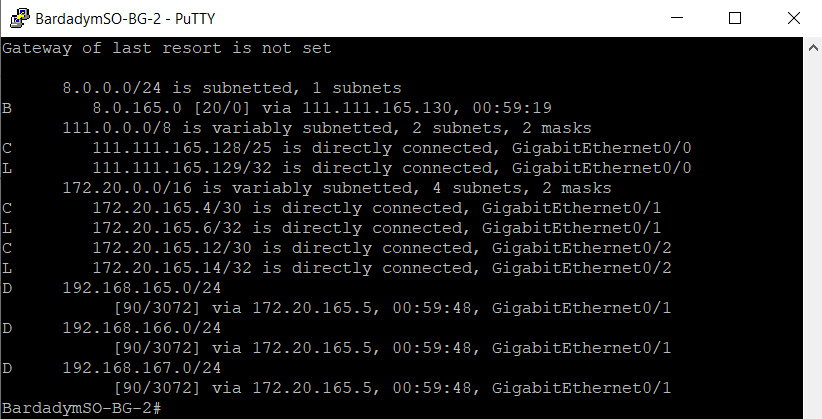 BardadymSO-BG-2 - PuTTY
Gateway of last resort is not set
8.0.0.0/24 is subnetted, 1 subnets
B 8.0.165.0 [20/0] via 111.111.165.130, 00:59:19
111.0.0.0/8 is variably subnetted, 2 subnets, 2 masks
C 111.111.165.128/25 is directly connected, GigabitEthernet0/0
L 111.111.165.129/32 is directly connected, GigabitEthernet0/0
172.20.0.0/16 is variably subnetted, 4 subnets, 2 masks
C 172.20.165.4/30 is directly connected, GigabitEthernet0/1
L 172.20.165.6/32 is directly connected, GigabitEthernet0/1
C 172.20.165.12/30 is directly connected, GigabitEthernet0/2
L 172.20.165.14/32 is directly connected, GigabitEthernet0/2
D 192.168.165.0/24
[90/3072] via 172.20.165.5, 00:59:48, GigabitEthernet0/1
D 192.168.166.0/24
[90/3072] via 172.20.165.5, 00:59:48, GigabitEthernet0/1
D 192.168.167.0/24
[90/3072] via 172.20.165.5, 00:59:48, GigabitEthernet0/1
BardadymSO-BG-2#